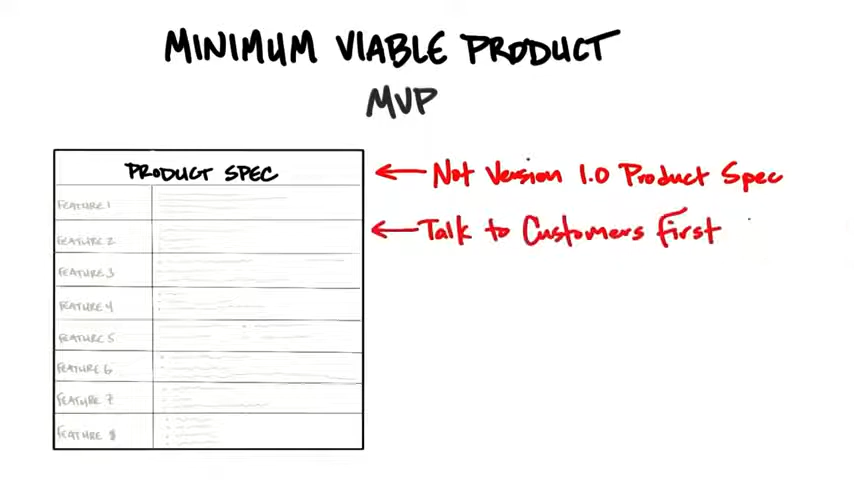 MINIMUM VIABLE PRODUCT
MVP
PRODUCT SPEC
← Not Version 1.0 Product Spec
FEATURE 1
← Talk to Customers First
FEATURE 2
FEATURE 3
FEATURE 4
FEATURE 5
FEATURE 6
FEATURE 7
FEATURE 8